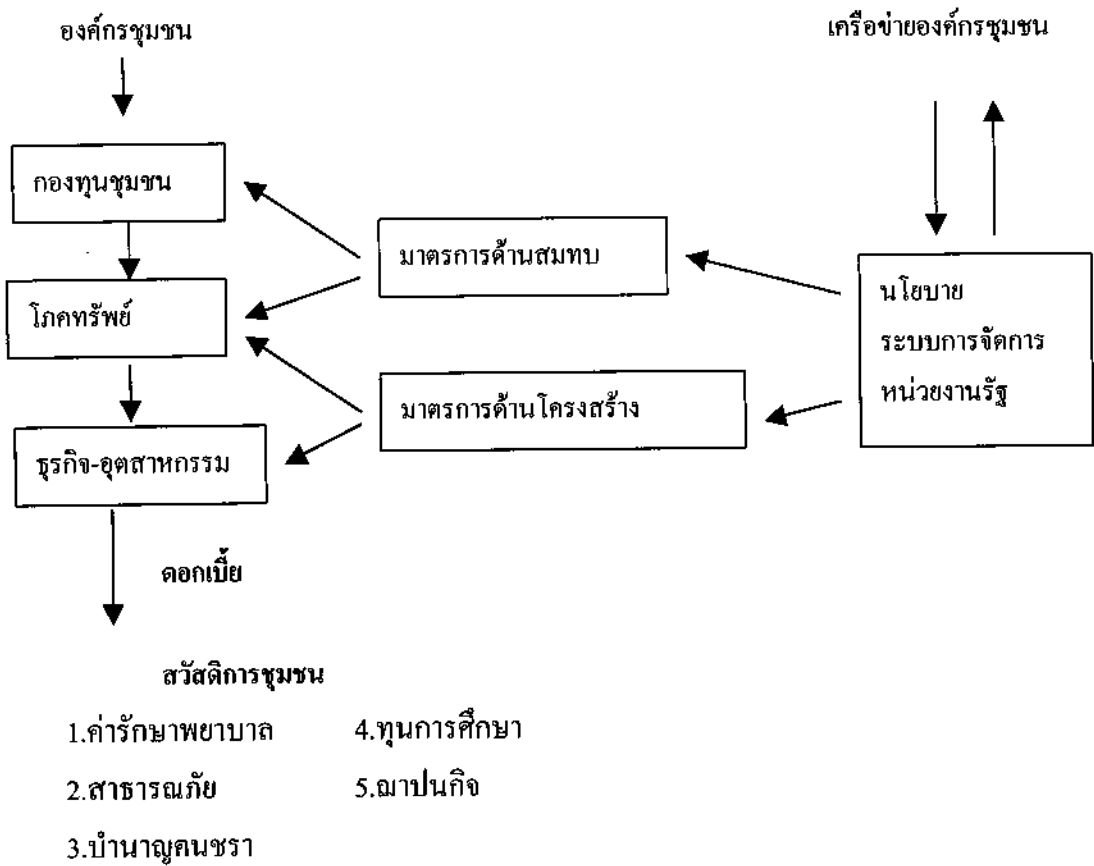 องค์กรชุมชน
เครือข่ายองค์กรชุมชน
กองทุนชุมชน
มาตรการด้านสมทบ
โภคทรัพย์
นโยบาย
ระบบการจัดการ
หน่วยงานรัฐ
มาตรการด้านโครงสร้าง
ธุรกิจ-อุตสาหกรรม
ดอกเบี้ย
สวัสดิการชุมชน
1.ค่ารักษาพยาบาล 4.ทุนการศึกษา
2.สาธารณภัย 5.ฌาปนกิจ
3.บำนาญคนชรา